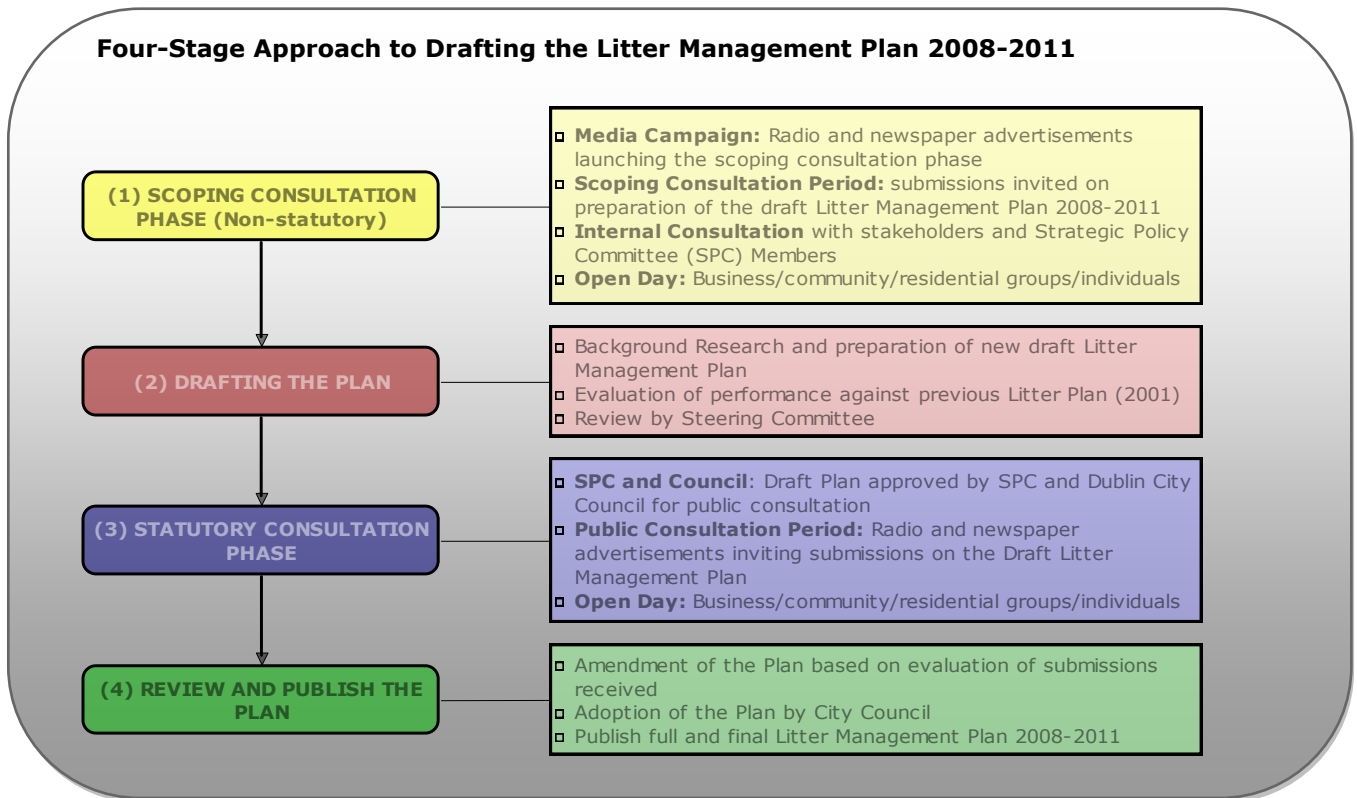 Four-Stage Approach to Drafting the Litter Management Plan 2008-2011
(1) SCOPING CONSULTATION
PHASE (Non-statutory)
Media Campaign: Radio and newspaper advertisements
launching the scoping consultation phase
Scoping Consultation Period: submissions invited on
preparation of the draft Litter Management Plan 2008-2011
Internal Consultation with stakeholders and Strategic Policy
Committee (SPC) Members
Open Day: Business/community/residential groups/individuals
(2) DRAFTING THE PLAN
Background Research and preparation of new draft Litter
Management Plan
Evaluation of performance against previous Litter Plan (2001)
Review by Steering Committee
(3) STATUTORY CONSULTATION
PHASE
SPC and Council: Draft Plan approved by SPC and Dublin City
Council for public consultation
Public Consultation Period: Radio and newspaper
advertisements inviting submissions on the Draft Litter
Management Plan
Open Day: Business/community/residential groups/individuals
(4) REVIEW AND PUBLISH THE
PLAN
Amendment of the Plan based on evaluation of submissions
received
Adoption of the Plan by City Council
Publish full and final Litter Management Plan 2008-2011